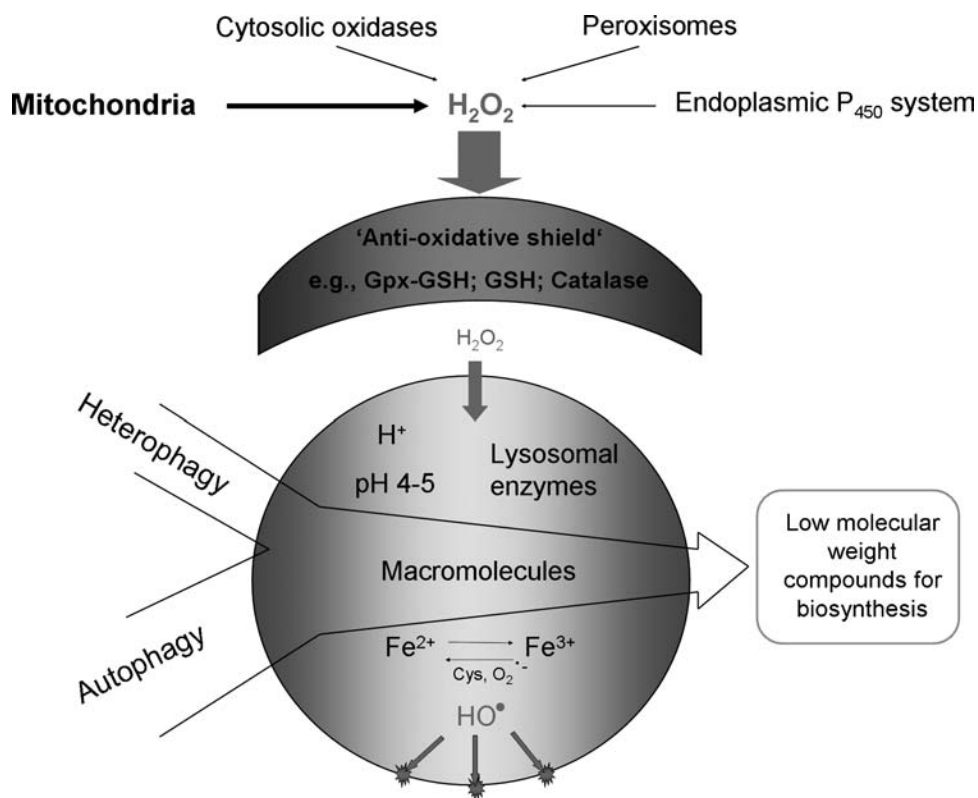 Cytosolic oxidases
Peroxisomes
Mitochondria
H₂O₂
Endoplasmic P₄₅₀ system
‘Anti-oxidative shield‘
e.g., Gpx-GSH; GSH; Catalase
H₂O₂
Heterophagy
H⁺
pH 4-5
Lysosomal
enzymes
Macromolecules
Low molecular
weight
compounds for
biosynthesis
Autophagy
Fe²⁺
Fe³⁺
Cys, O₂˙⁻
HO•